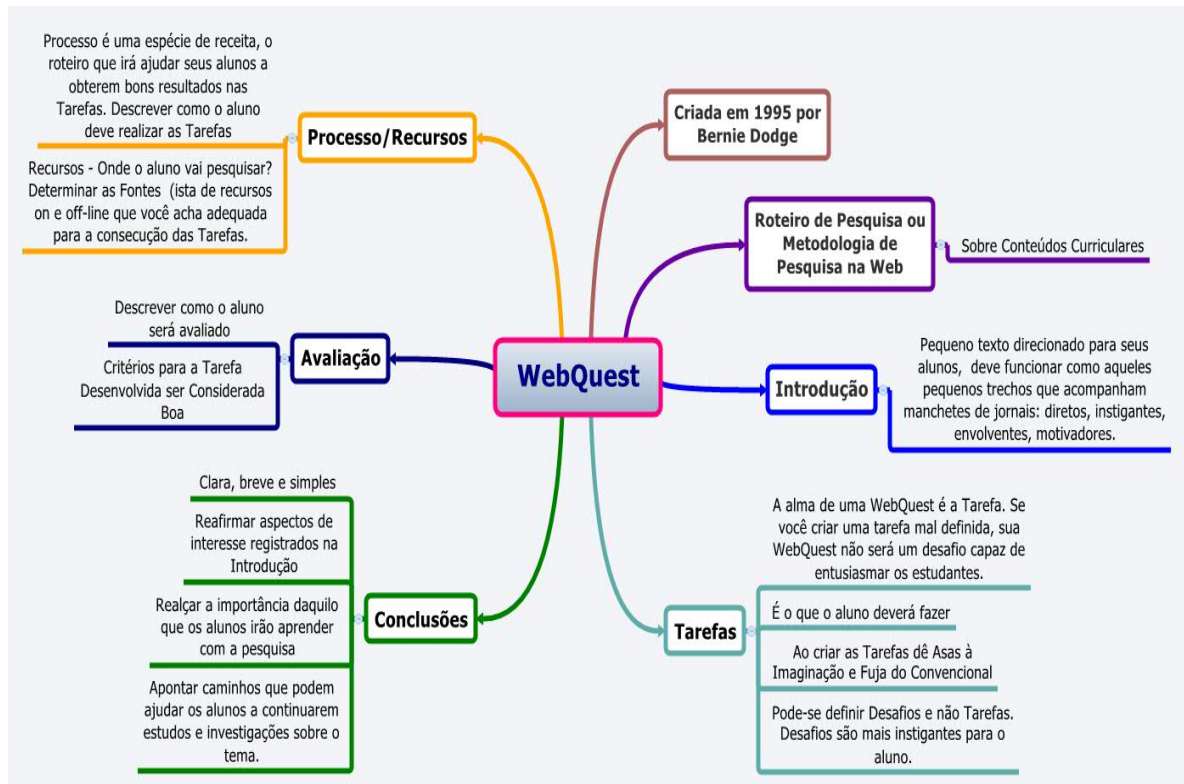 WebQuest
Criada em 1995 por
Bernie Dodge
Roteiro de Pesquisa ou
Metodologia de
Pesquisa na Web
Sobre Conteúdos Curriculares
Introdução
Pequeno texto direcionado para seus
alunos, deve funcionar como aqueles
pequenos trechos que acompanham
manchetes de jornais: diretos, instigantes,
envolventes, motivadores.
Tarefas
A alma de uma WebQuest é a Tarefa. Se
você criar uma tarefa mal definida, sua
WebQuest não será um desafio capaz de
entusiasmar os estudantes.
É o que o aluno deverá fazer
Ao criar as Tarefas dê Asas à
Imaginação e Fuja do Convencional
Pode-se definir Desafios e não Tarefas.
Desafios são mais instigantes para o
aluno.
Processo/Recursos
Processo é uma espécie de receita, o
roteiro que irá ajudar seus alunos a
obterem bons resultados nas
Tarefas. Descrever como o aluno
deve realizar as Tarefas
Recursos - Onde o aluno vai pesquisar?
Determinar as Fontes (ista de recursos
on e off-line que você acha adequada
para a consecução das Tarefas.
Avaliação
Descrever como o aluno
será avaliado
Critérios para a Tarefa
Desenvolvida ser Considerada
Boa
Conclusões
Clara, breve e simples
Reafirmar aspectos de
interesse registrados na
Introdução
Realçar a importância daquilo
que os alunos irão aprender
com a pesquisa
Apontar caminhos que podem
ajudar os alunos a continuarem
estudos e investigações sobre o
tema.